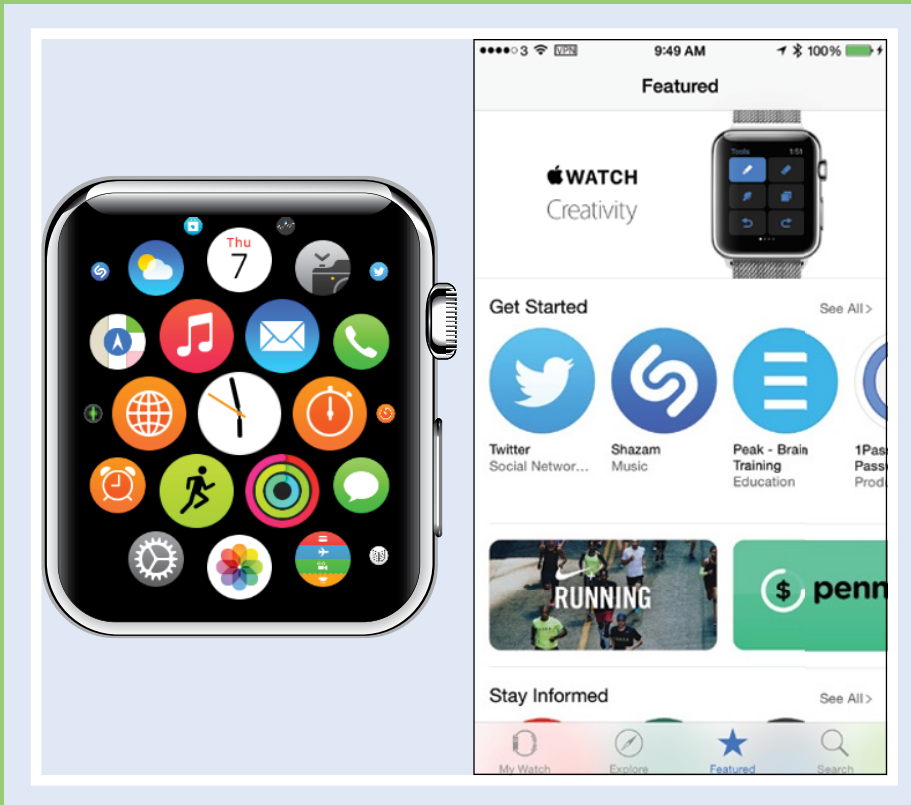 Thu
7
3 VPN 9:49 AM 100%
Featured
WATCH
Creativity
Tools 1:51
Get Started See All >
Twitter
Social Networ...
Shazam
Music
Peak - Brain
Training
Education
1Pas
Pass
Prod
RUNNING
$ penn
Stay Informed See All >
My Watch Explore Featured Search